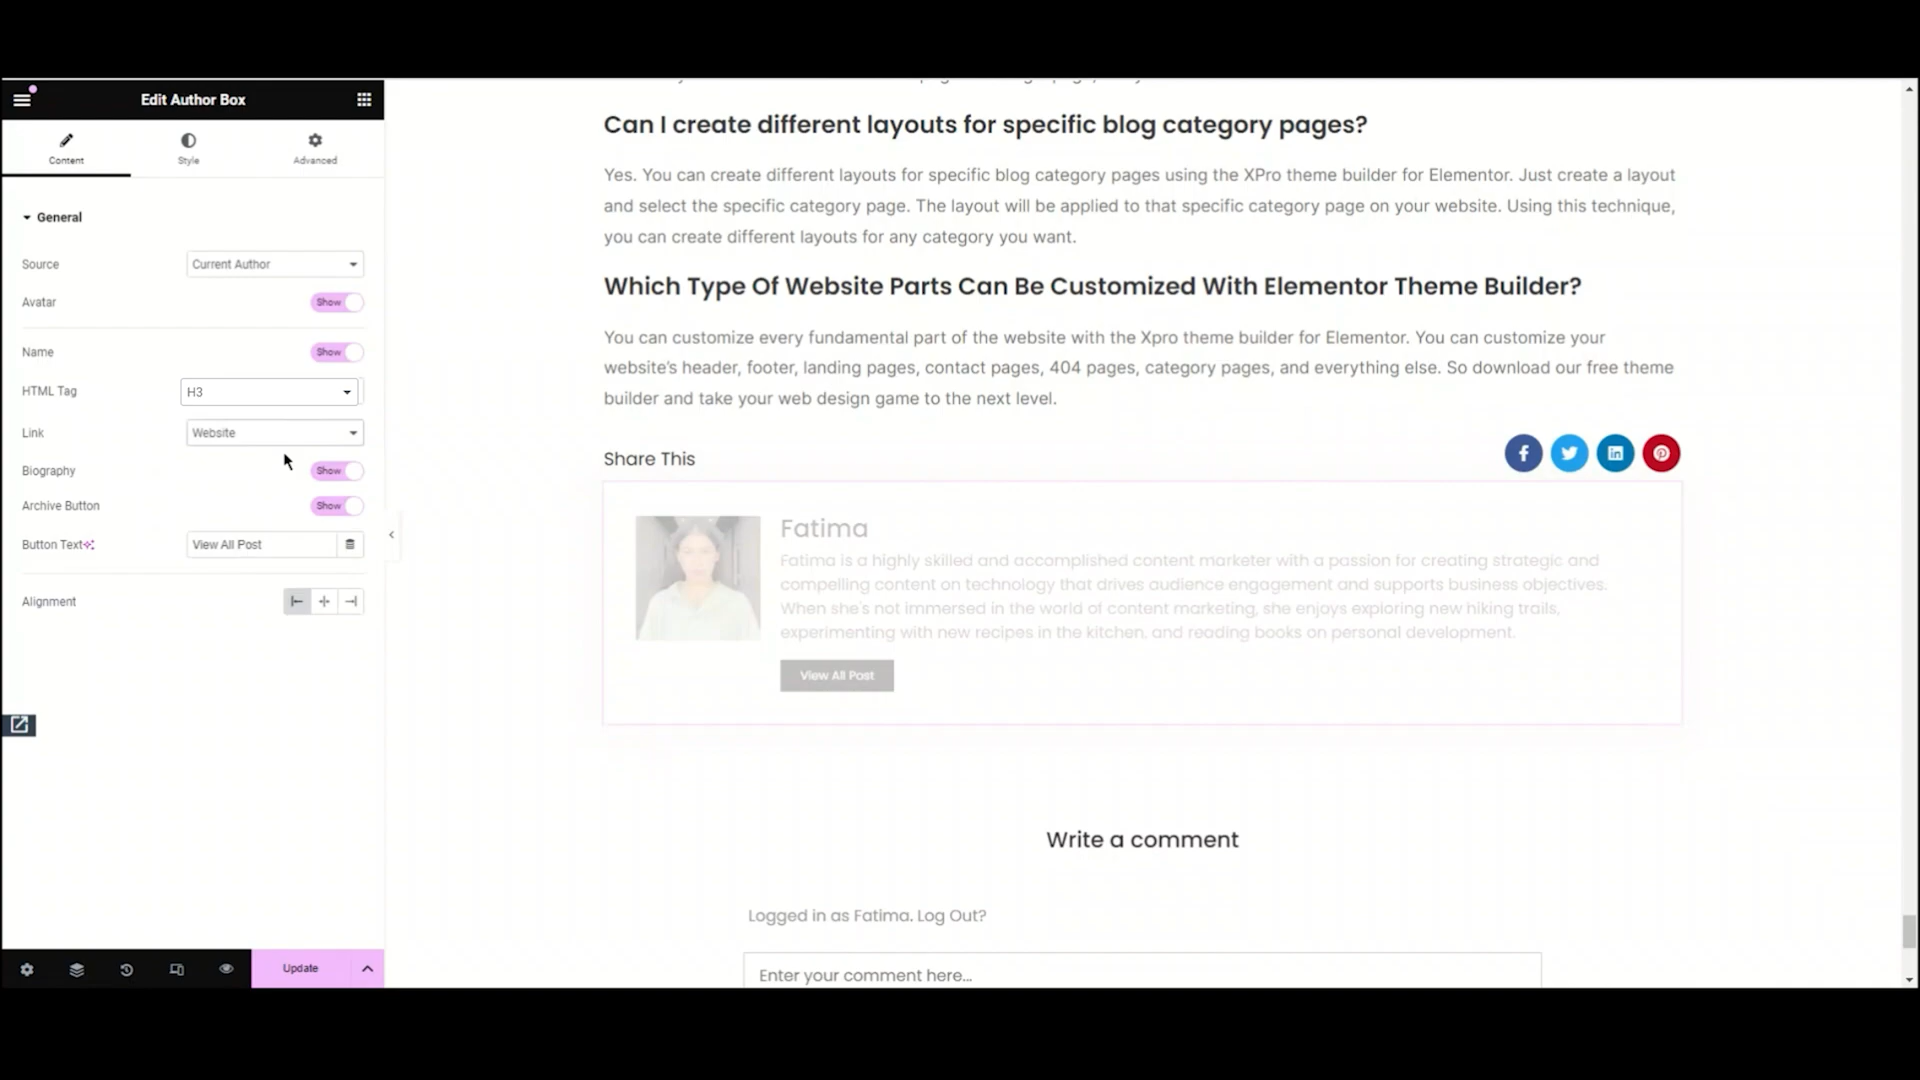 Edit Author Box
Content
Style
Advanced
General
Source
Current Author
Avatar
Show
Name
Show
HTML Tag
H3
Link
Website
Biography
Show
Archive Button
Show
Button Text
View All Post
Alignment
Update
Can I create different layouts for specific blog category pages?
Yes. You can create different layouts for specific blog category pages using the XPro theme builder for Elementor. Just create a layout
and select the specific category page. The layout will be applied to that specific category page on your website. Using this technique,
you can create different layouts for any category you want.
Which Type Of Website Parts Can Be Customized With Elementor Theme Builder?
You can customize every fundamental part of the website with the Xpro theme builder for Elementor. You can customize your
website's header, footer, landing pages, contact pages, 404 pages, category pages, and everything else. So download our free theme
builder and take your web design game to the next level.
Share This
Fatima
Fatima is a highly skilled and accomplished content marketer with a passion for creating strategic and
compelling content on technology that drives audience engagement and supports business objectives.
When she's not immersed in the world of content marketing, she enjoys exploring new hiking trails,
experimenting with new recipes in the kitchen, and reading books on personal development.
View All Post
Write a comment
Logged in as Fatima. Log Out?
Enter your comment here...